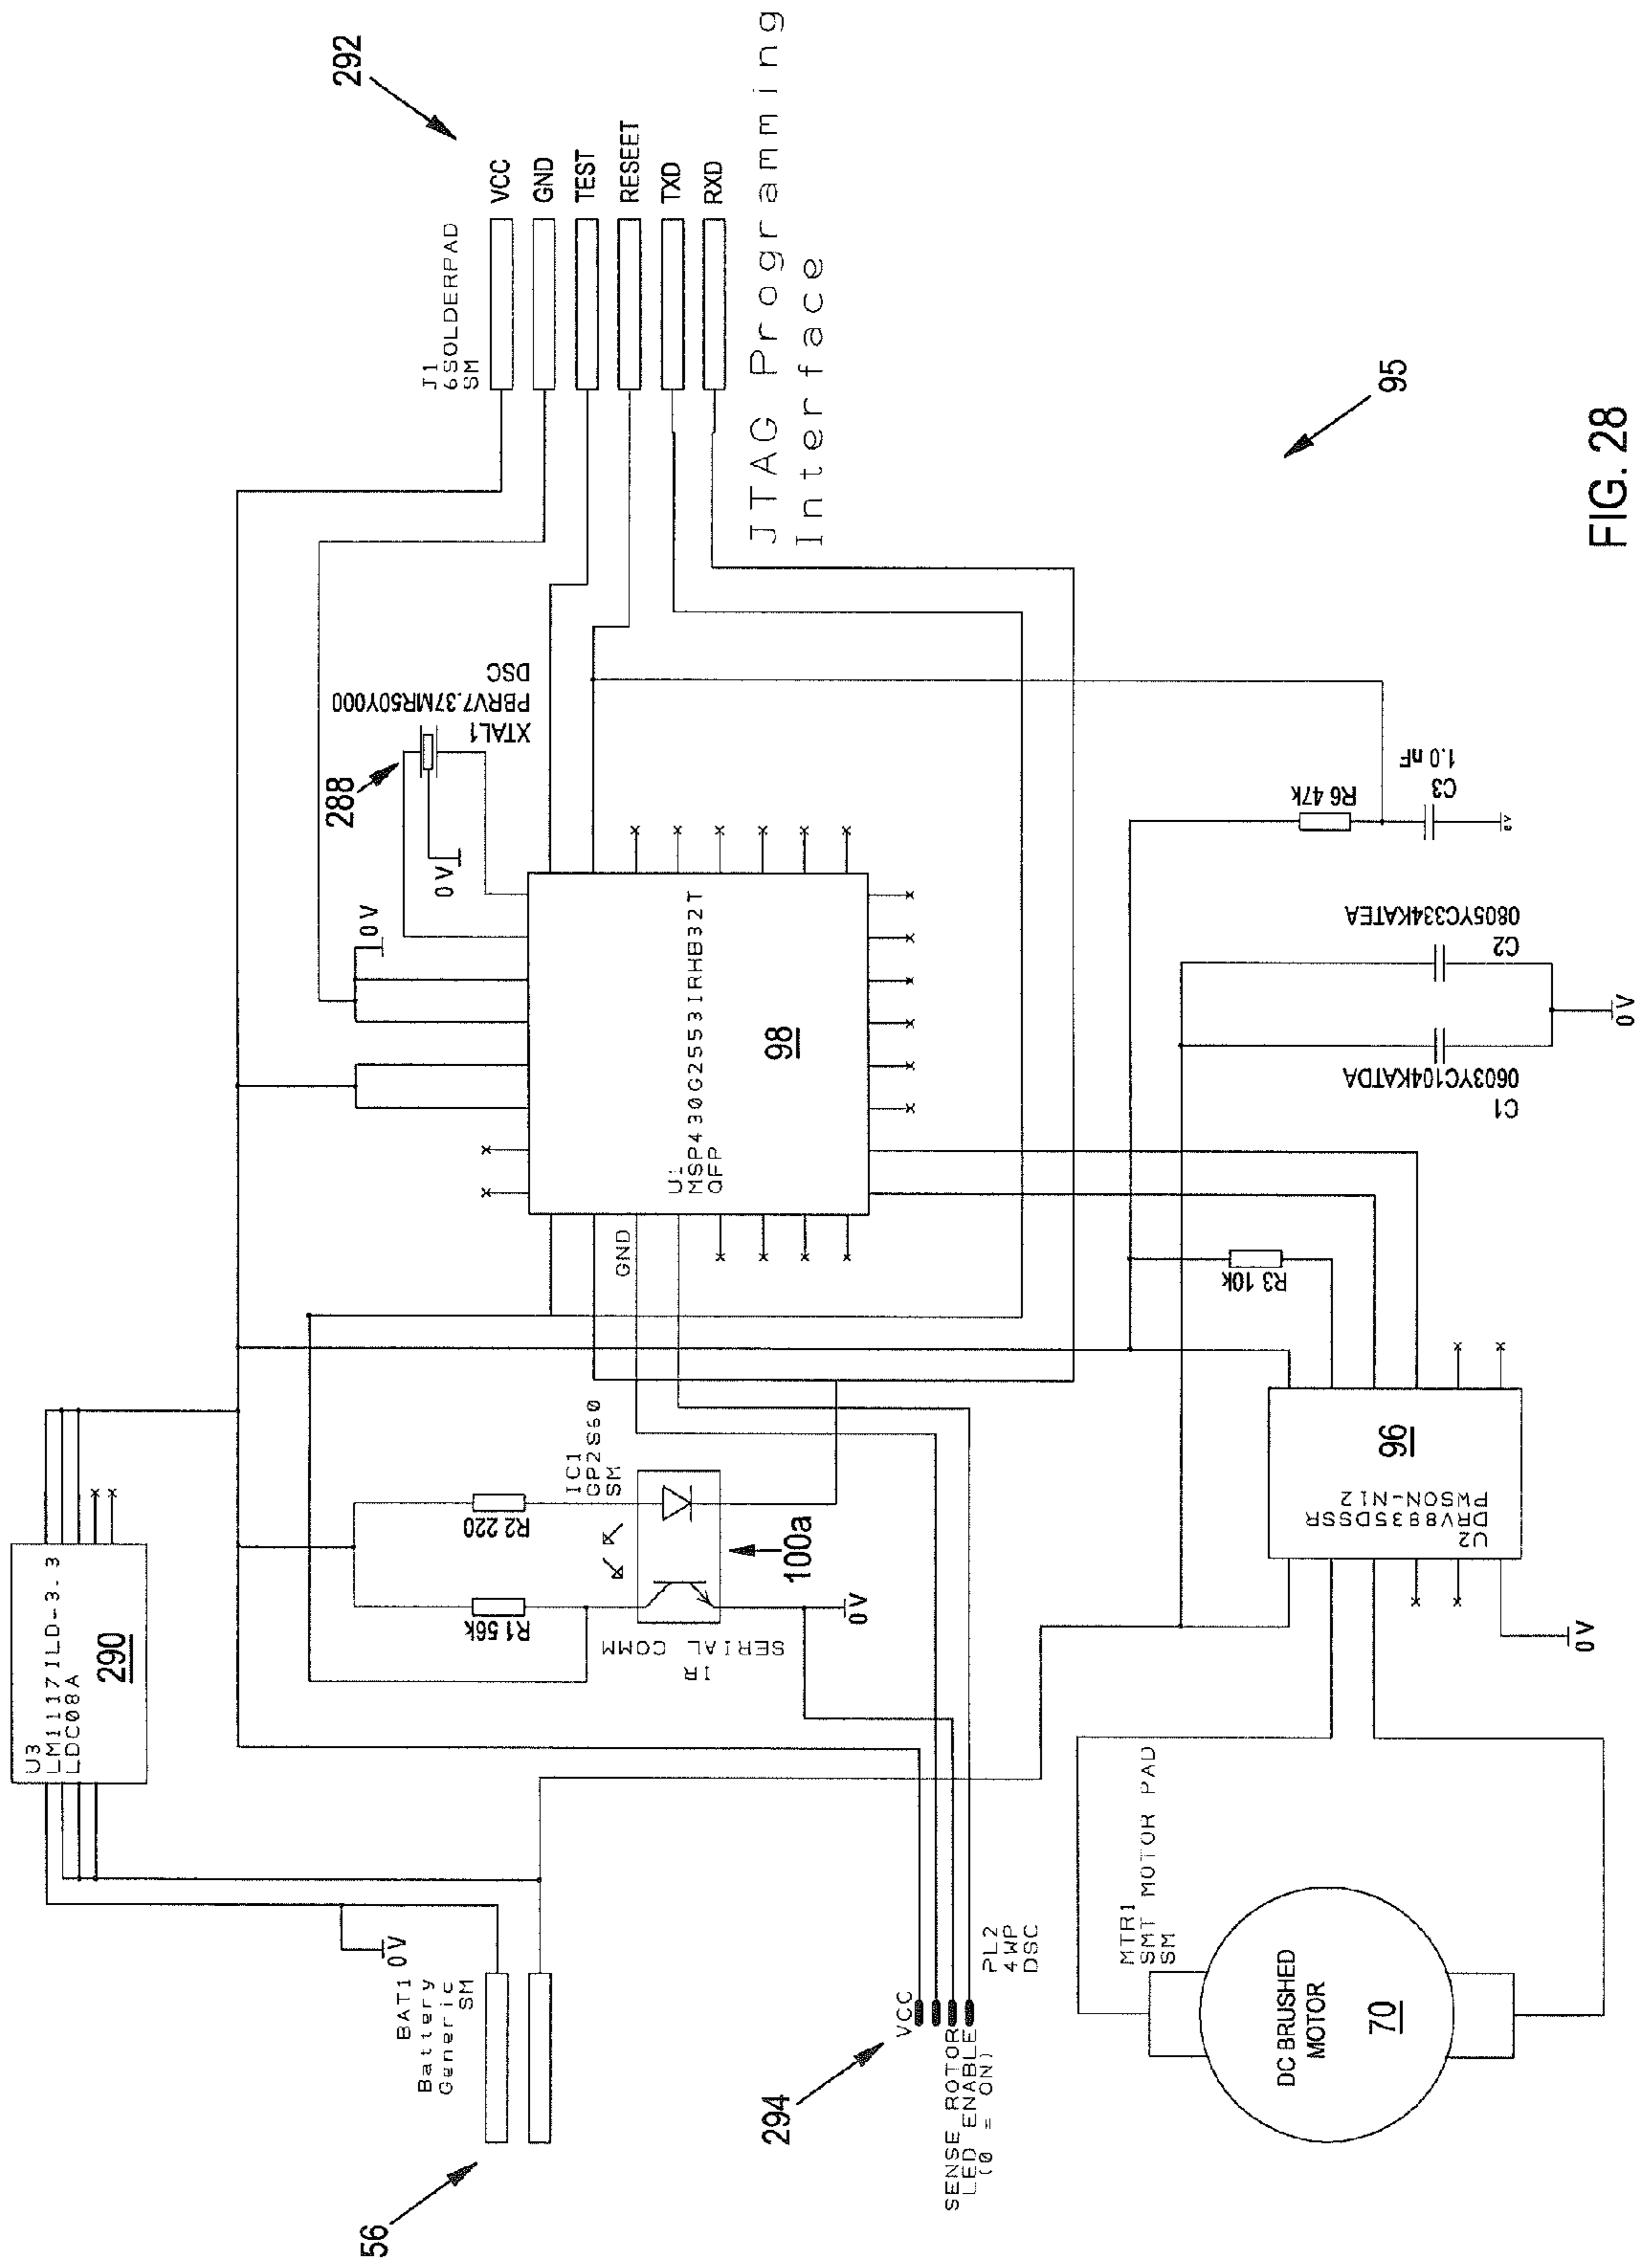 292
J1
6SOLDERPAD
SM
VCC
GND
TEST
RESEET
TXD
RXD
JTAG Programming
Interface
95
FIG. 28
288
XTAL1
PBRV7.37MR50Y000
DSC
0V
0V
U1
MSP430G2553IRHB32T
QFP
98
GND
R6 47k
C3
1.0 nF
0V
C2
0805YC334KATEA
C1
0603YC104KATDA
0V
R3 10k
U3
LM1117ILD-3.3
LDC08A
290
IC1
GP2S60
SM
R2 220
R1 56k
100a
IR
SERIAL COMM
0V
U2
DRV8835DSSR
PWSON-N12
96
0V
BAT1
Battery
Generic
SM
0V
56
294
VCC
SENSE ROTOR
LED ENABLE
(0 = ON)
PL2
4WP
DSC
MTR1
SMT MOTOR PAD
SM
DC BRUSHED
MOTOR
70